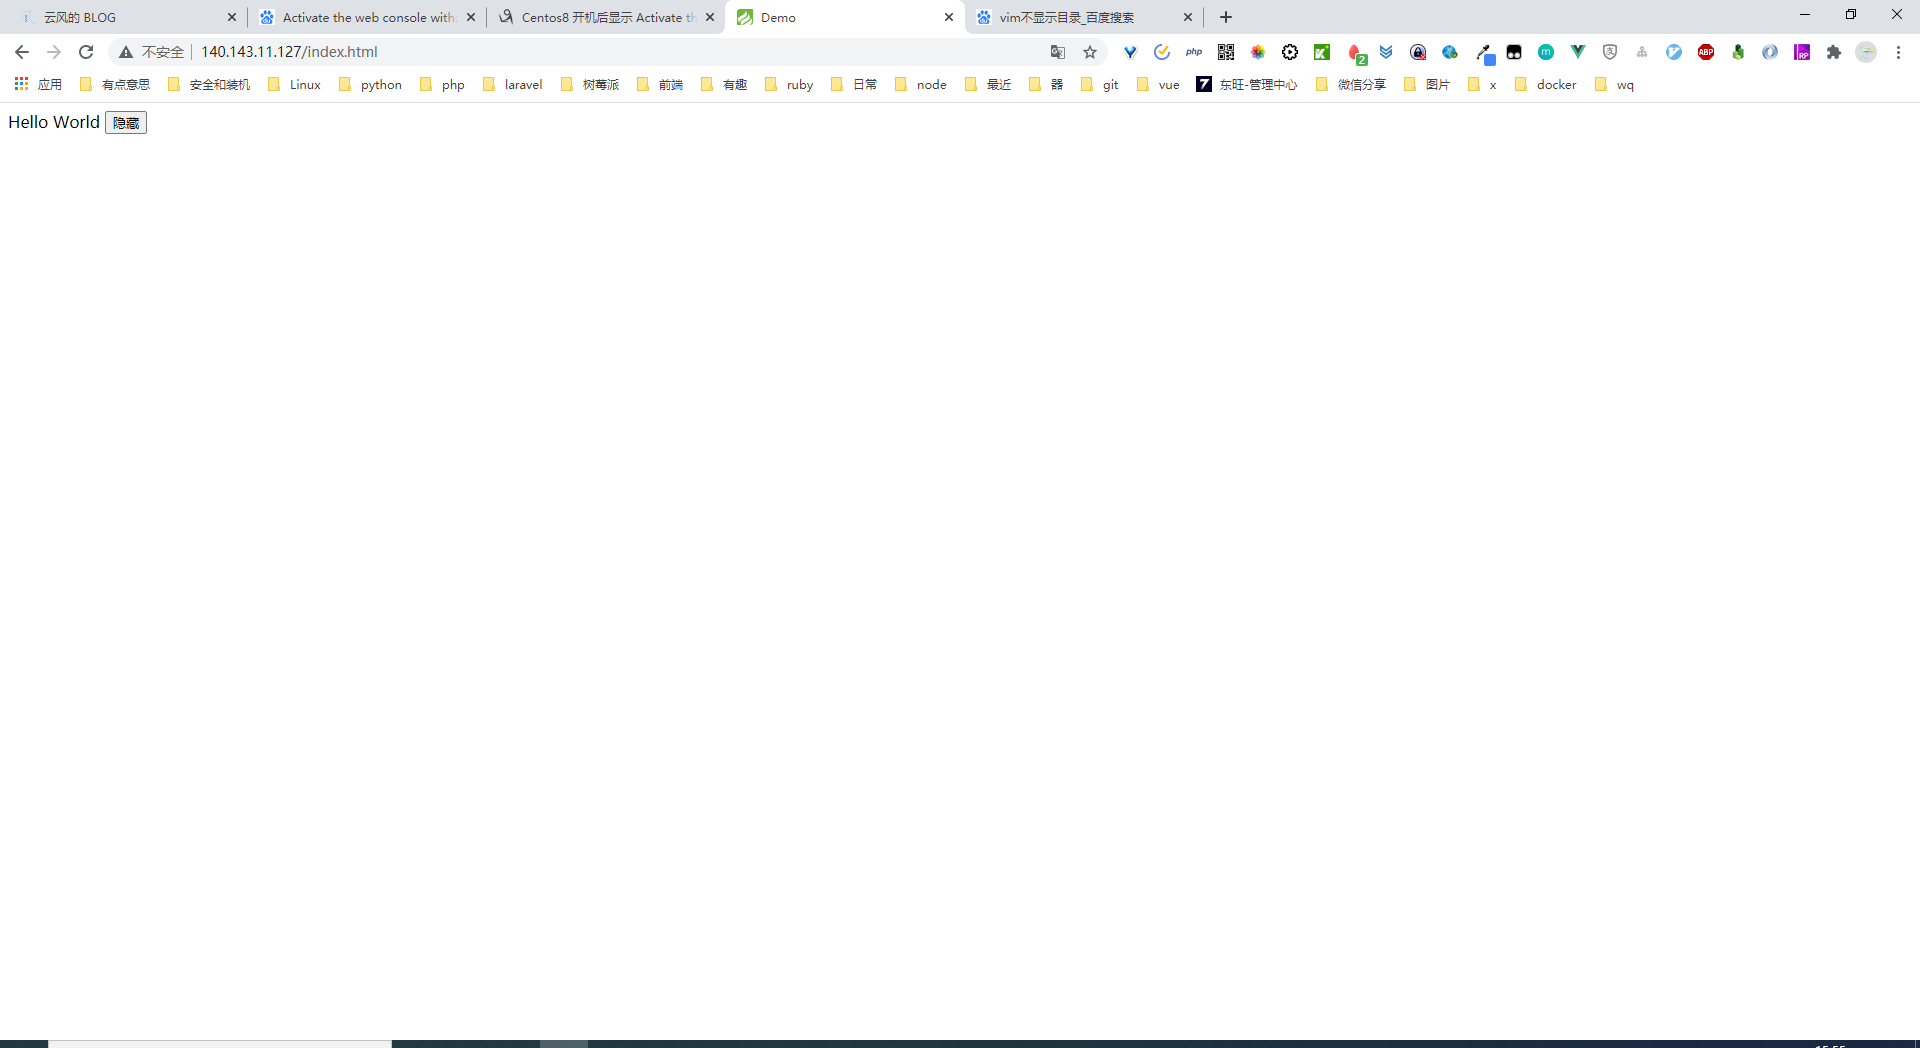 云风的 BLOG
Activate the web console with
Centos8 开机后显示 Activate th
Demo
vim不显示目录_百度搜索
不安全 140.143.11.127/index.html
php
2
m
ABP
RP
应用 有点意思 安全和装机 Linux python php laravel 树莓派 前端 有趣 ruby 日常 node 最近 器 git vue 东旺-管理中心 微信分享 图片 x docker wq
Hello World 隐藏